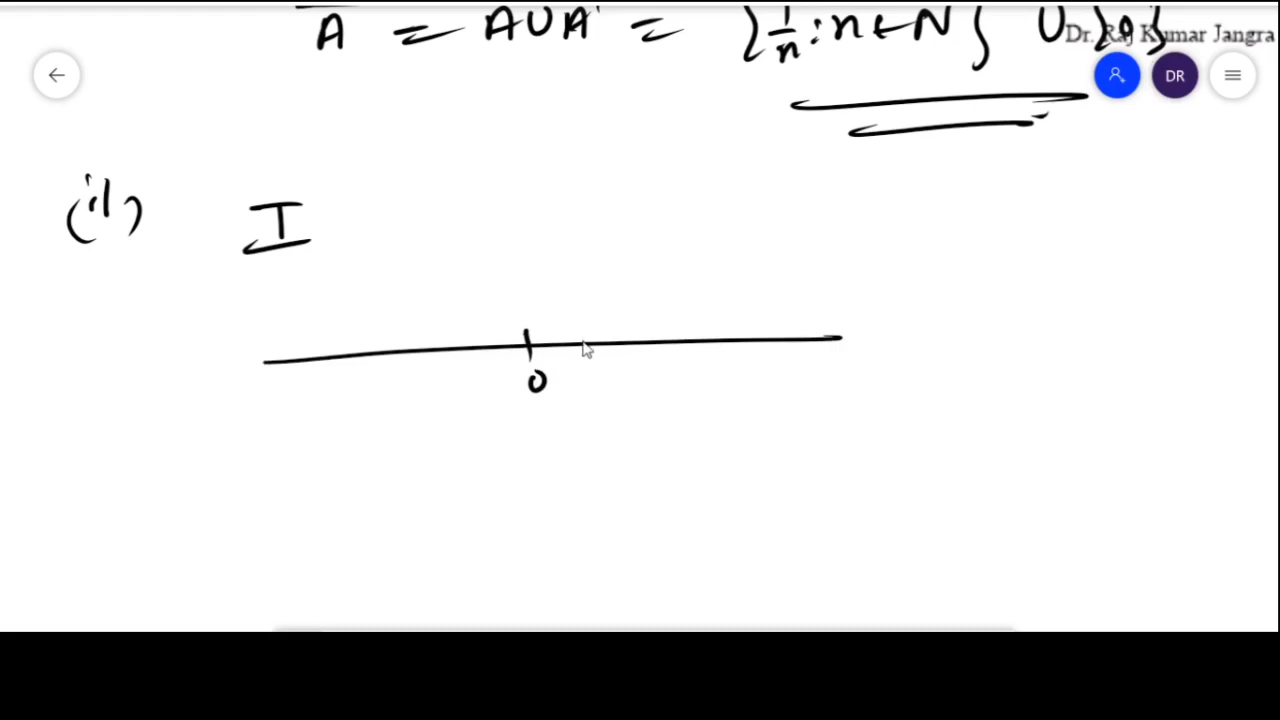 A̅ = A∪A' = {1/n : n∈N} ∪ {0}
Dr. Raj Kumar Jangra
DR
(ii) I
0